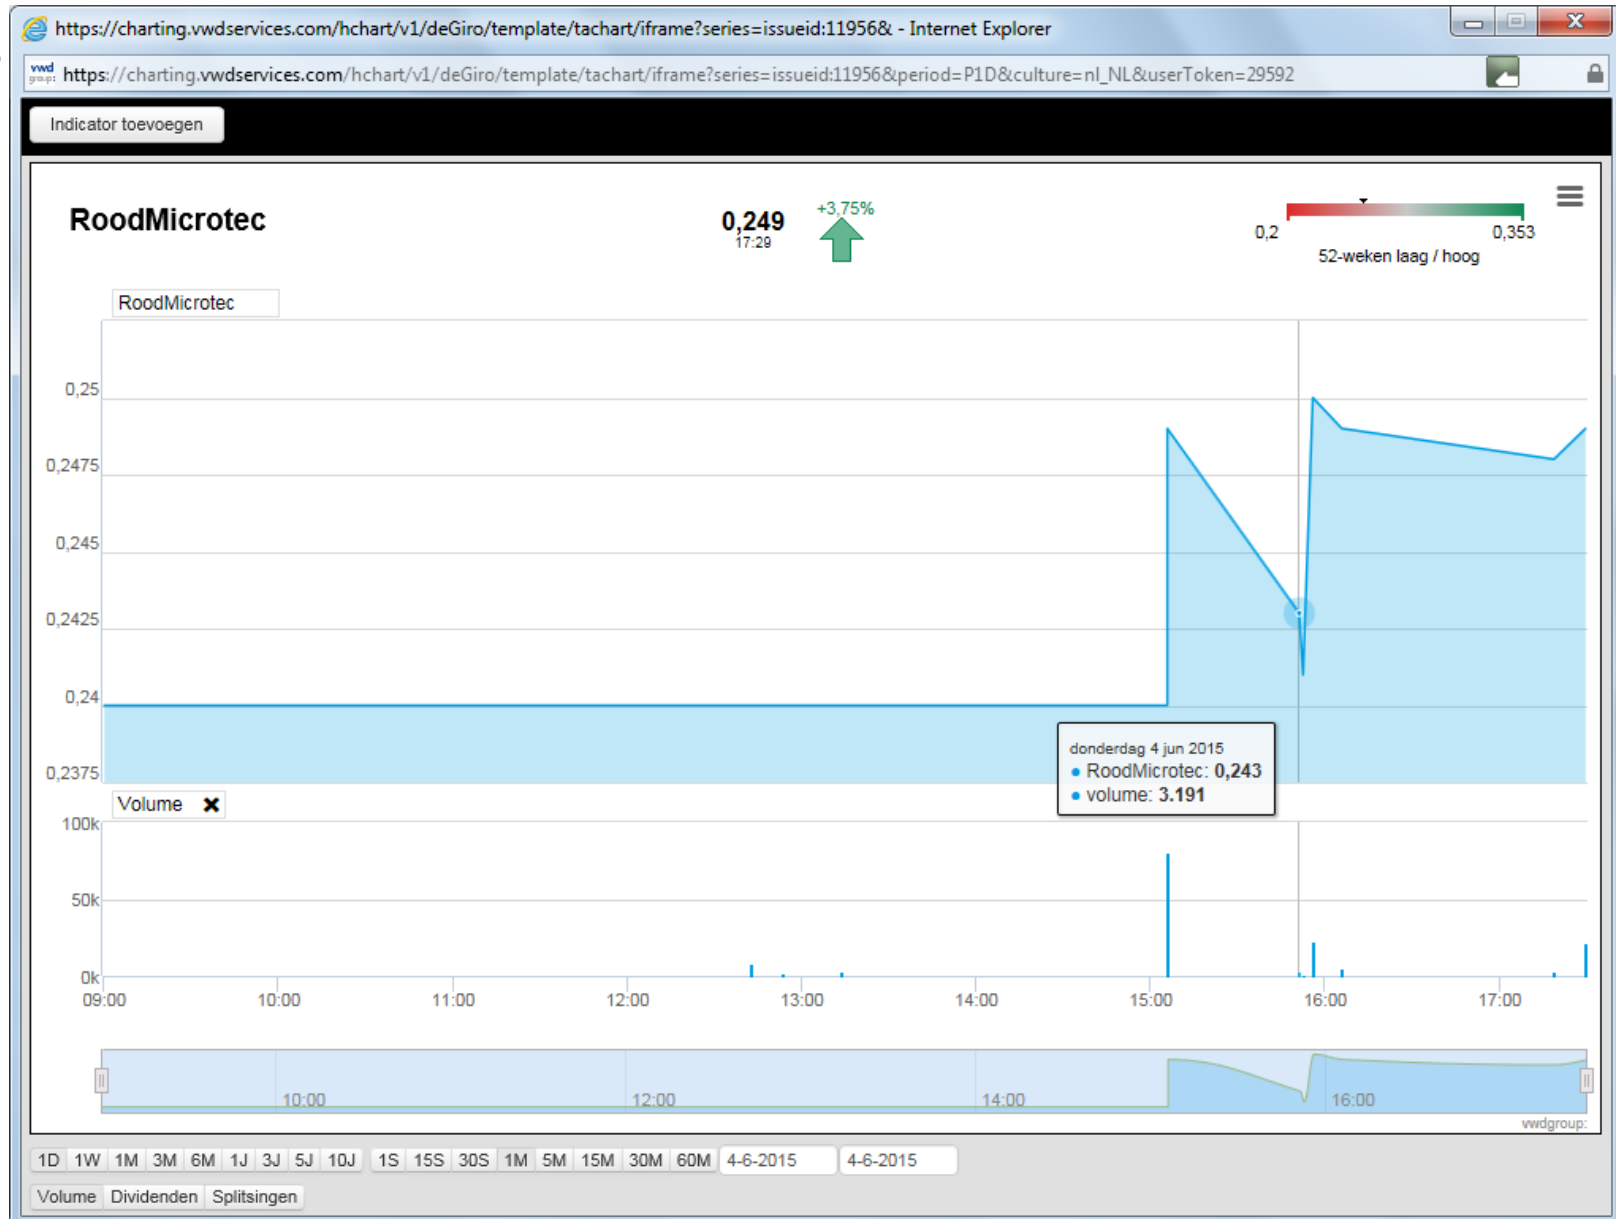 https://charting.vwdservices.com/hchart/v1/deGiro/template/tachart/iframe?series=issueid:11956& - Internet Explorer
vwd group: https://charting.vwdservices.com/hchart/v1/deGiro/template/tachart/iframe?series=issueid:11956&period=P1D&culture=nl_NL&userToken=29592
Indicator toevoegen
RoodMicrotec
0,249
17:29
+3,75%
0,2
0,353
52-weken laag / hoog
RoodMicrotec
0,25
0,2475
0,245
0,2425
0,24
0,2375
donderdag 4 jun 2015
RoodMicrotec: 0,243
volume: 3.191
Volume
100k
50k
0k
09:00 10:00 11:00 12:00 13:00 14:00 15:00 16:00 17:00
10:00 12:00 14:00 16:00
vwdgroup:
1D 1W 1M 3M 6M 1J 3J 5J 10J 1S 15S 30S 1M 5M 15M 30M 60M 4-6-2015 4-6-2015
Volume Dividenden Splitsingen